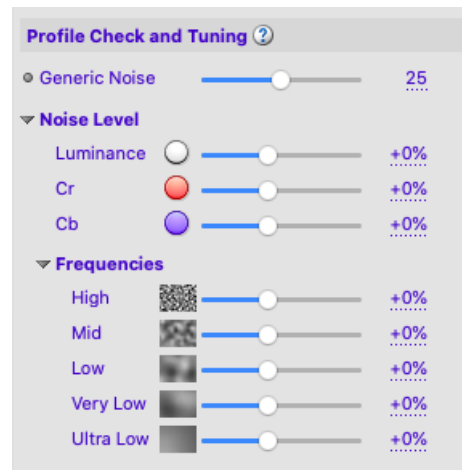 Profile Check and Tuning ?
Generic Noise 25
Noise Level
Luminance +0%
Cr +0%
Cb +0%
Frequencies
High +0%
Mid +0%
Low +0%
Very Low +0%
Ultra Low +0%